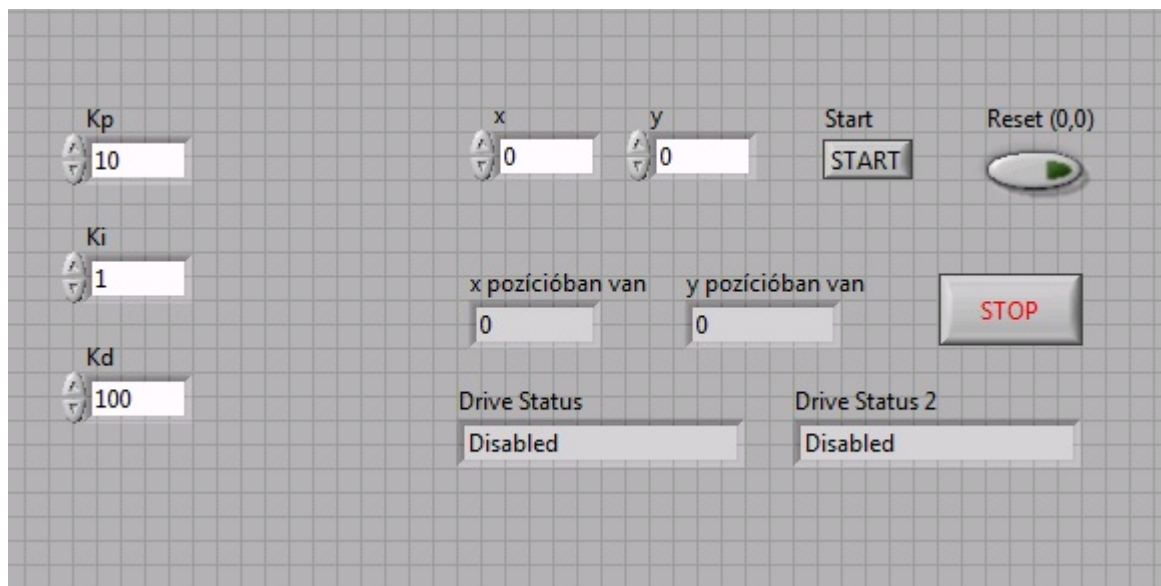 Kp
10
Ki
1
Kd
100
x
0
y
0
Start
START
Reset (0,0)
x pozícióban van
0
y pozícióban van
0
STOP
Drive Status
Disabled
Drive Status 2
Disabled